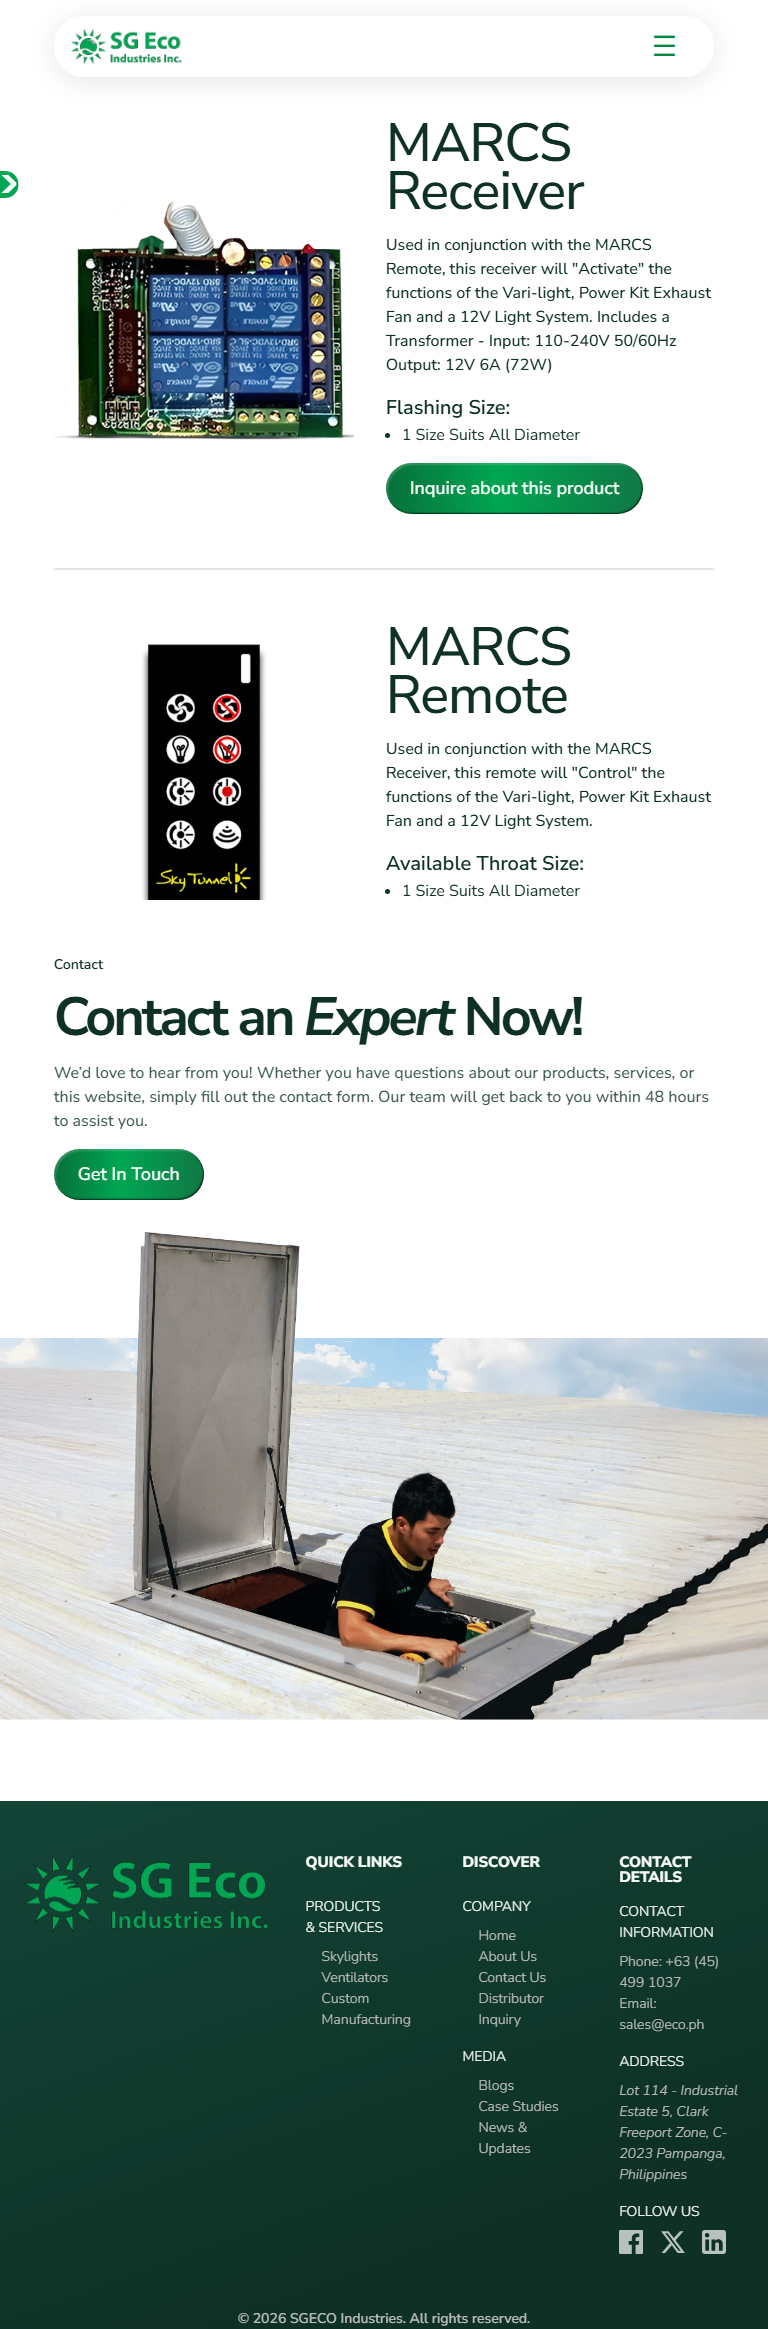 SG Eco
Industries Inc.
☰
MARCS
Receiver
Used in conjunction with the MARCS
Remote, this receiver will "Activate" the
functions of the Vari-light, Power Kit Exhaust
Fan and a 12V Light System. Includes a
Transformer - Input: 110-240V 50/60Hz
Output: 12V 6A (72W)
Flashing Size:
• 1 Size Suits All Diameter
Inquire about this product
MARCS
Remote
Used in conjunction with the MARCS
Receiver, this remote will "Control" the
functions of the Vari-light, Power Kit Exhaust
Fan and a 12V Light System.
Available Throat Size:
• 1 Size Suits All Diameter
Sky Tunnel
Contact
Contact an Expert Now!
We'd love to hear from you! Whether you have questions about our products, services, or
this website, simply fill out the contact form. Our team will get back to you within 48 hours
to assist you.
Get In Touch
SG Eco
Industries Inc.
QUICK LINKS
PRODUCTS
& SERVICES
Skylights
Ventilators
Custom
Manufacturing
DISCOVER
COMPANY
Home
About Us
Contact Us
Distributor
Inquiry
MEDIA
Blogs
Case Studies
News &
Updates
CONTACT
DETAILS
CONTACT
INFORMATION
Phone: +63 (45)
499 1037
Email:
sales@eco.ph
ADDRESS
Lot 114 - Industrial
Estate 5, Clark
Freeport Zone, C-
2023 Pampanga,
Philippines
FOLLOW US
© 2026 SGECO Industries. All rights reserved.